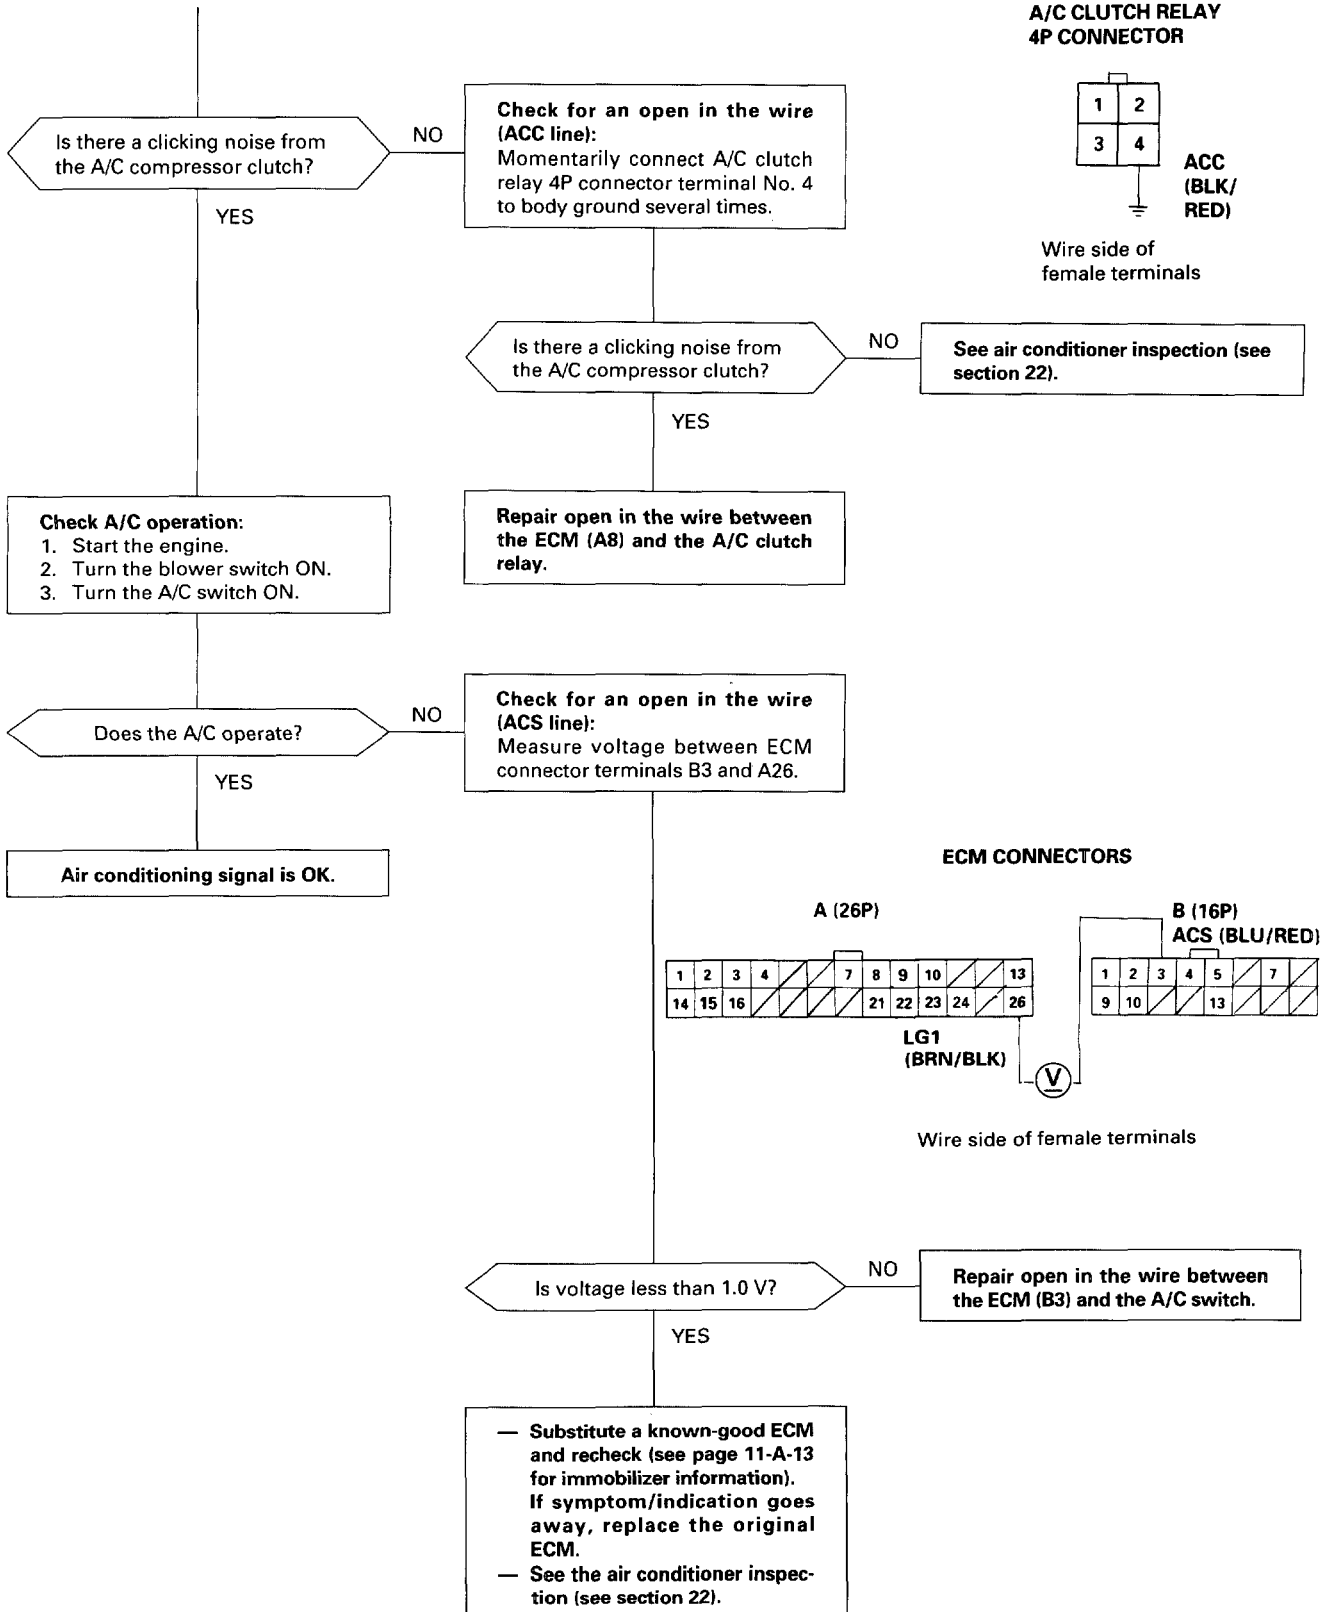 A/C CLUTCH RELAY
4P CONNECTOR
1 2
3 4
ACC
(BLK/
RED)
Wire side of
female terminals
Is there a clicking noise from
the A/C compressor clutch?
NO
YES
Check for an open in the wire
(ACC line):
Momentarily connect A/C clutch
relay 4P connector terminal No. 4
to body ground several times.
Is there a clicking noise from
the A/C compressor clutch?
NO
YES
See air conditioner inspection (see
section 22).
Repair open in the wire between
the ECM (A8) and the A/C clutch
relay.
Check A/C operation:
1. Start the engine.
2. Turn the blower switch ON.
3. Turn the A/C switch ON.
Does the A/C operate?
NO
YES
Check for an open in the wire
(ACS line):
Measure voltage between ECM
connector terminals B3 and A26.
Air conditioning signal is OK.
ECM CONNECTORS
A (26P)
1 2 3 4 7 8 9 10 13
14 15 16 21 22 23 24 26
LG1
(BRN/BLK)
V
B (16P)
ACS (BLU/RED)
1 2 3 4 5 7
9 10 13
Wire side of female terminals
Is voltage less than 1.0 V?
NO
YES
Repair open in the wire between
the ECM (B3) and the A/C switch.
— Substitute a known-good ECM
and recheck (see page 11-A-13
for immobilizer information).
If symptom/indication goes
away, replace the original
ECM.
— See the air conditioner inspec-
tion (see section 22).